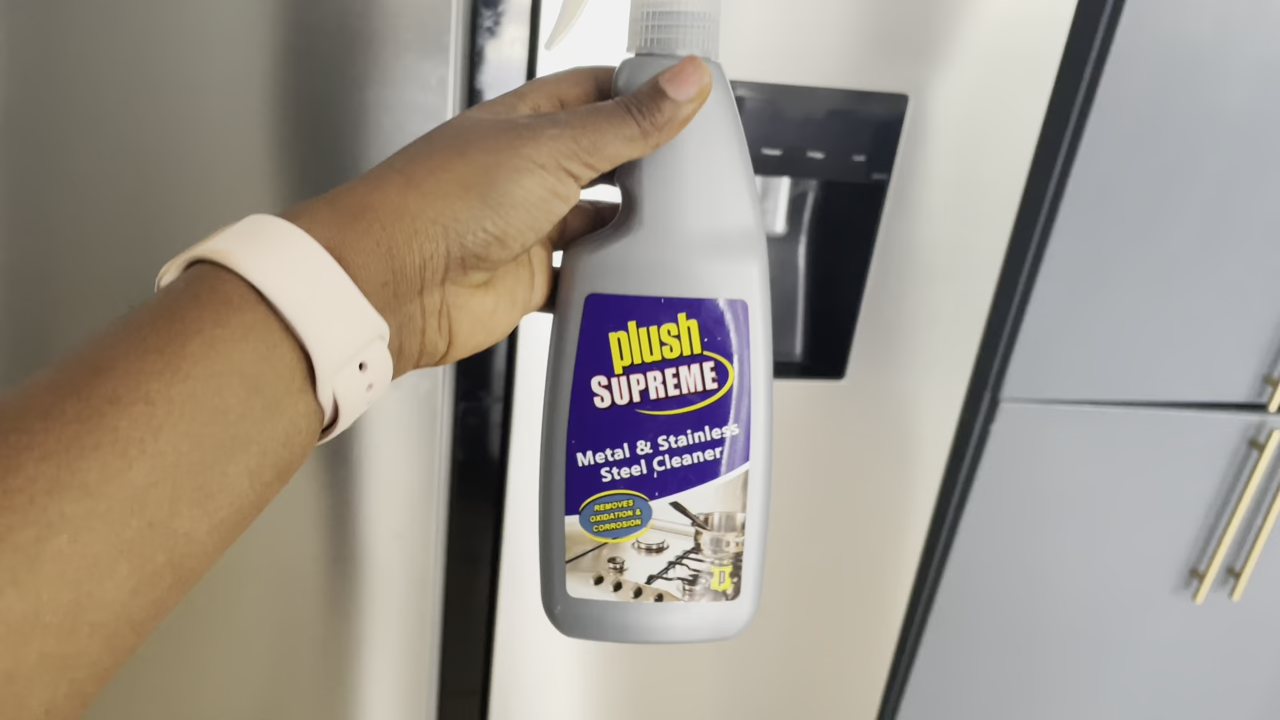 plush
SUPREME
Metal & Stainless
Steel Cleaner
REMOVES
OXIDATION &
CORROSION